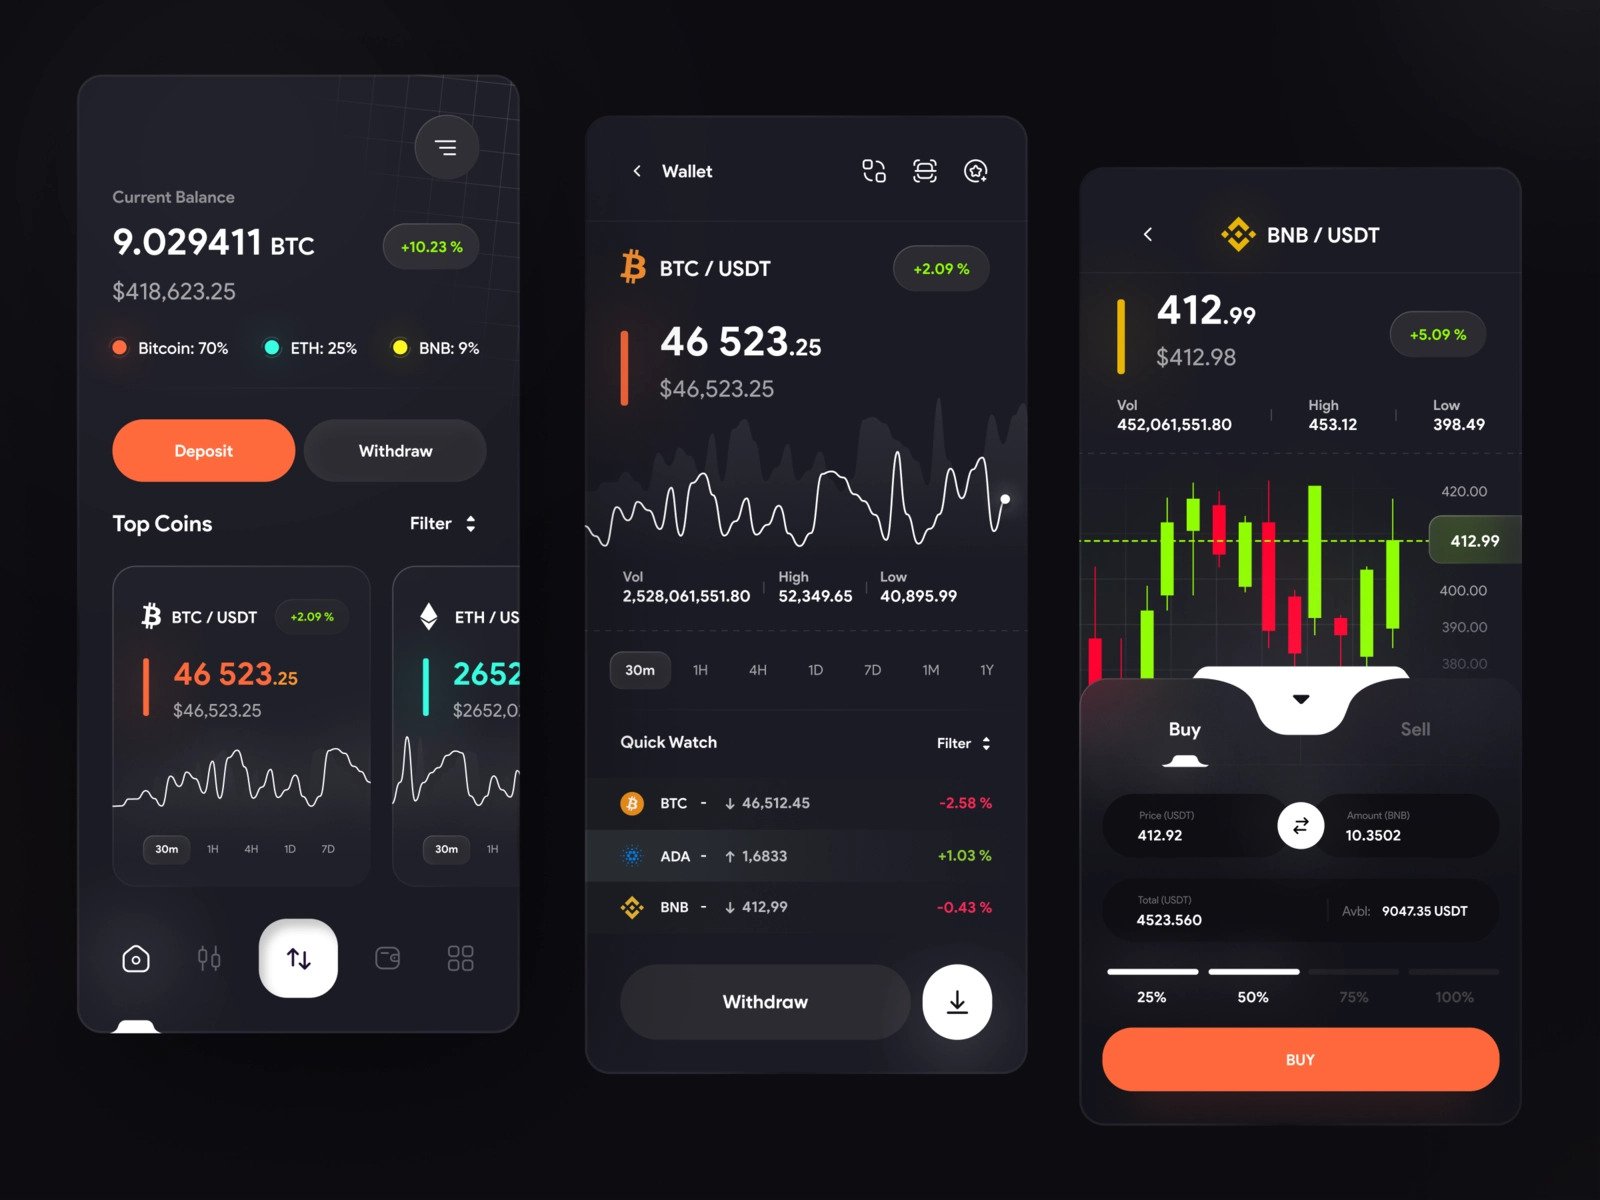 Current Balance
9.029411 BTC
+10.23 %
$418,623.25
Bitcoin: 70% ETH: 25% BNB: 9%
Deposit Withdraw
Top Coins Filter
BTC / USDT +2.09 %
46 523.25
$46,523.25
30m 1H 4H 1D 7D
ETH / US
2652
$2652,0
30m 1H
Wallet
BTC / USDT +2.09 %
46 523.25
$46,523.25
Vol High Low
2,528,061,551.80 52,349.65 40,895.99
30m 1H 4H 1D 7D 1M 1Y
Quick Watch Filter
BTC - ↓ 46,512.45 -2.58 %
ADA - ↑ 1,6833 +1.03 %
BNB - ↓ 412,99 -0.43 %
Withdraw
BNB / USDT
412.99
$412.98
+5.09 %
Vol High Low
452,061,551.80 453.12 398.49
420.00
412.99
400.00
390.00
380.00
Buy Sell
Price (USDT) Amount (BNB)
412.92 10.3502
Total (USDT)
4523.560 Avbl: 9047.35 USDT
25% 50% 75% 100%
BUY